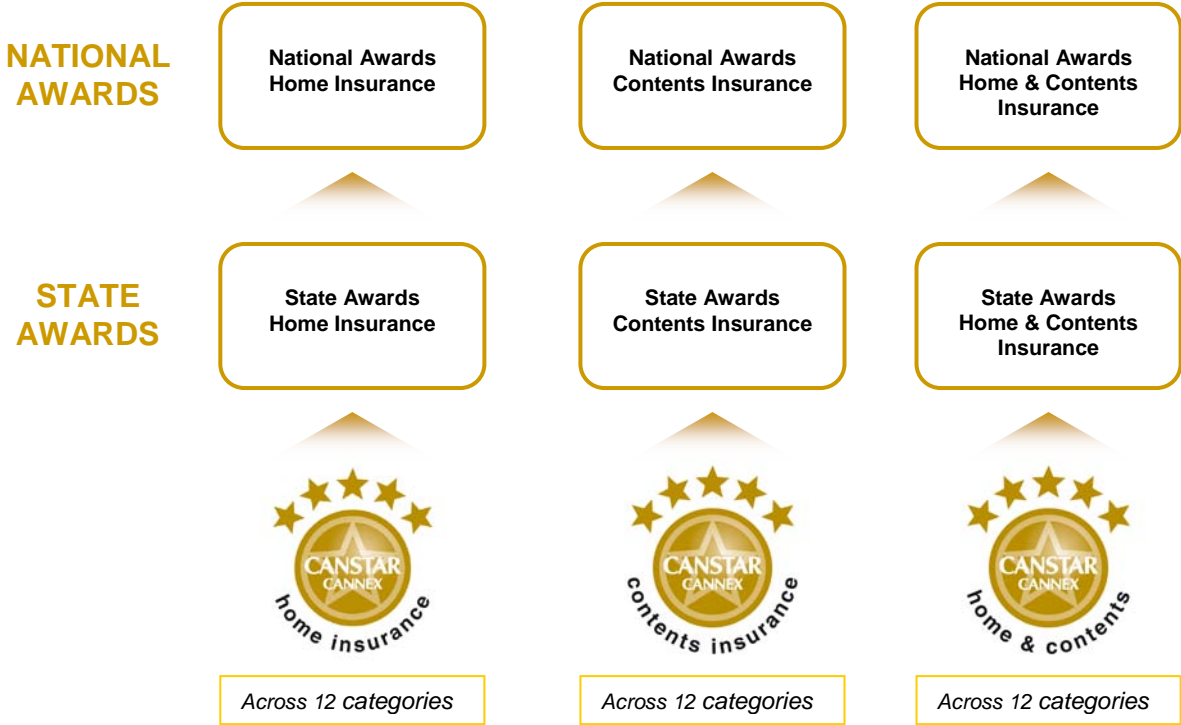 NATIONAL
AWARDS
National Awards
Home Insurance
National Awards
Contents Insurance
National Awards
Home & Contents
Insurance
STATE
AWARDS
State Awards
Home Insurance
State Awards
Contents Insurance
State Awards
Home & Contents
Insurance
CANSTAR
CANNEX
home insurance
CANSTAR
CANNEX
contents insurance
CANSTAR
CANNEX
home & contents
Across 12 categories
Across 12 categories
Across 12 categories